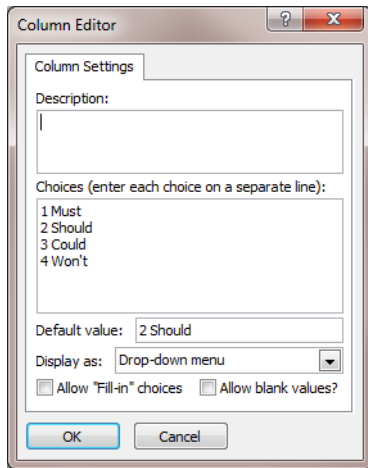 Column Editor
?
X
Column Settings
Description:
Choices (enter each choice on a separate line):
1 Must
2 Should
3 Could
4 Won't
Default value: 2 Should
Display as: Drop-down menu
Allow "Fill-in" choices Allow blank values?
OK Cancel